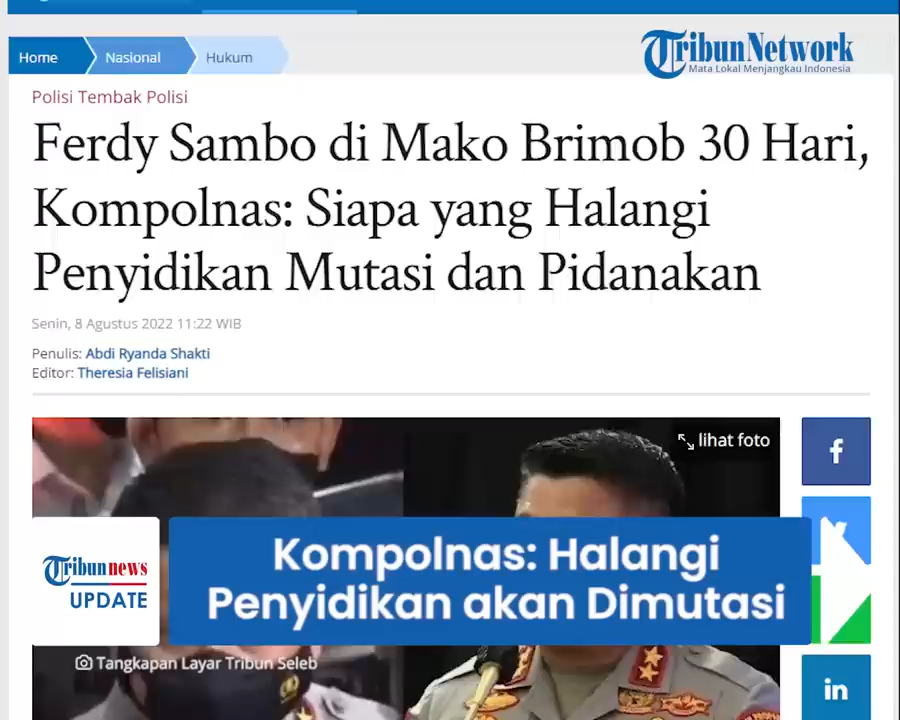 Home Nasional Hukum
TribunNetwork
Mata Lokal Menjangkau Indonesia
Polisi Tembak Polisi
Ferdy Sambo di Mako Brimob 30 Hari,
Kompolnas: Siapa yang Halangi
Penyidikan Mutasi dan Pidanakan
Senin, 8 Agustus 2022 11:22 WIB
Penulis: Abdi Ryanda Shakti
Editor: Theresia Felisiani
lihat foto
f
Tribunnews
UPDATE
Kompolnas: Halangi
Penyidikan akan Dimutasi
Tangkapan Layar Tribun Seleb
in